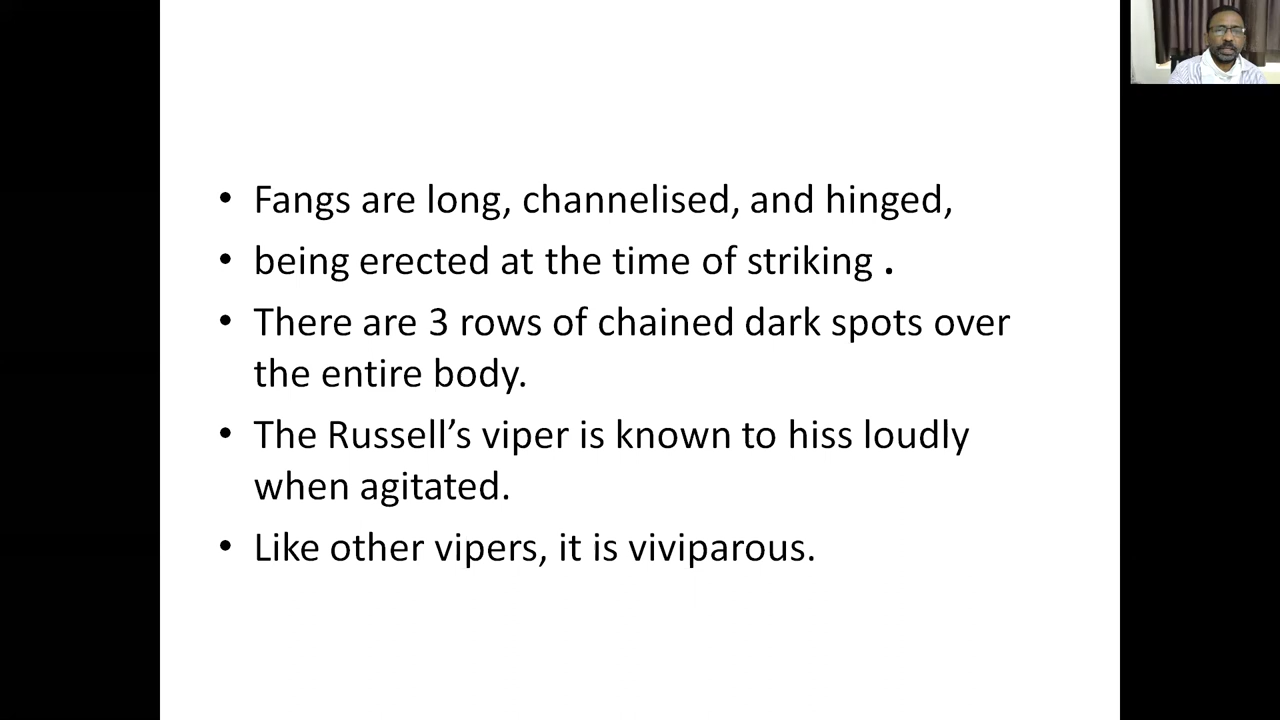 • Fangs are long, channelised, and hinged,
• being erected at the time of striking .
• There are 3 rows of chained dark spots over
the entire body.
• The Russell’s viper is known to hiss loudly
when agitated.
• Like other vipers, it is viviparous.